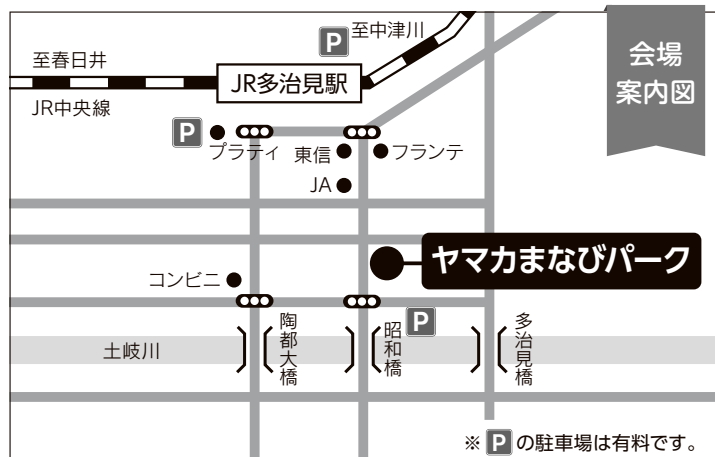 会場
案内図
P
至中津川
至春日井
JR多治見駅
JR中央線
P
プラティ
東信
フランテ
JA
ヤマカまなびパーク
コンビニ
P
土岐川
陶都大橋
昭和橋
多治見橋
※ P の駐車場は有料です。